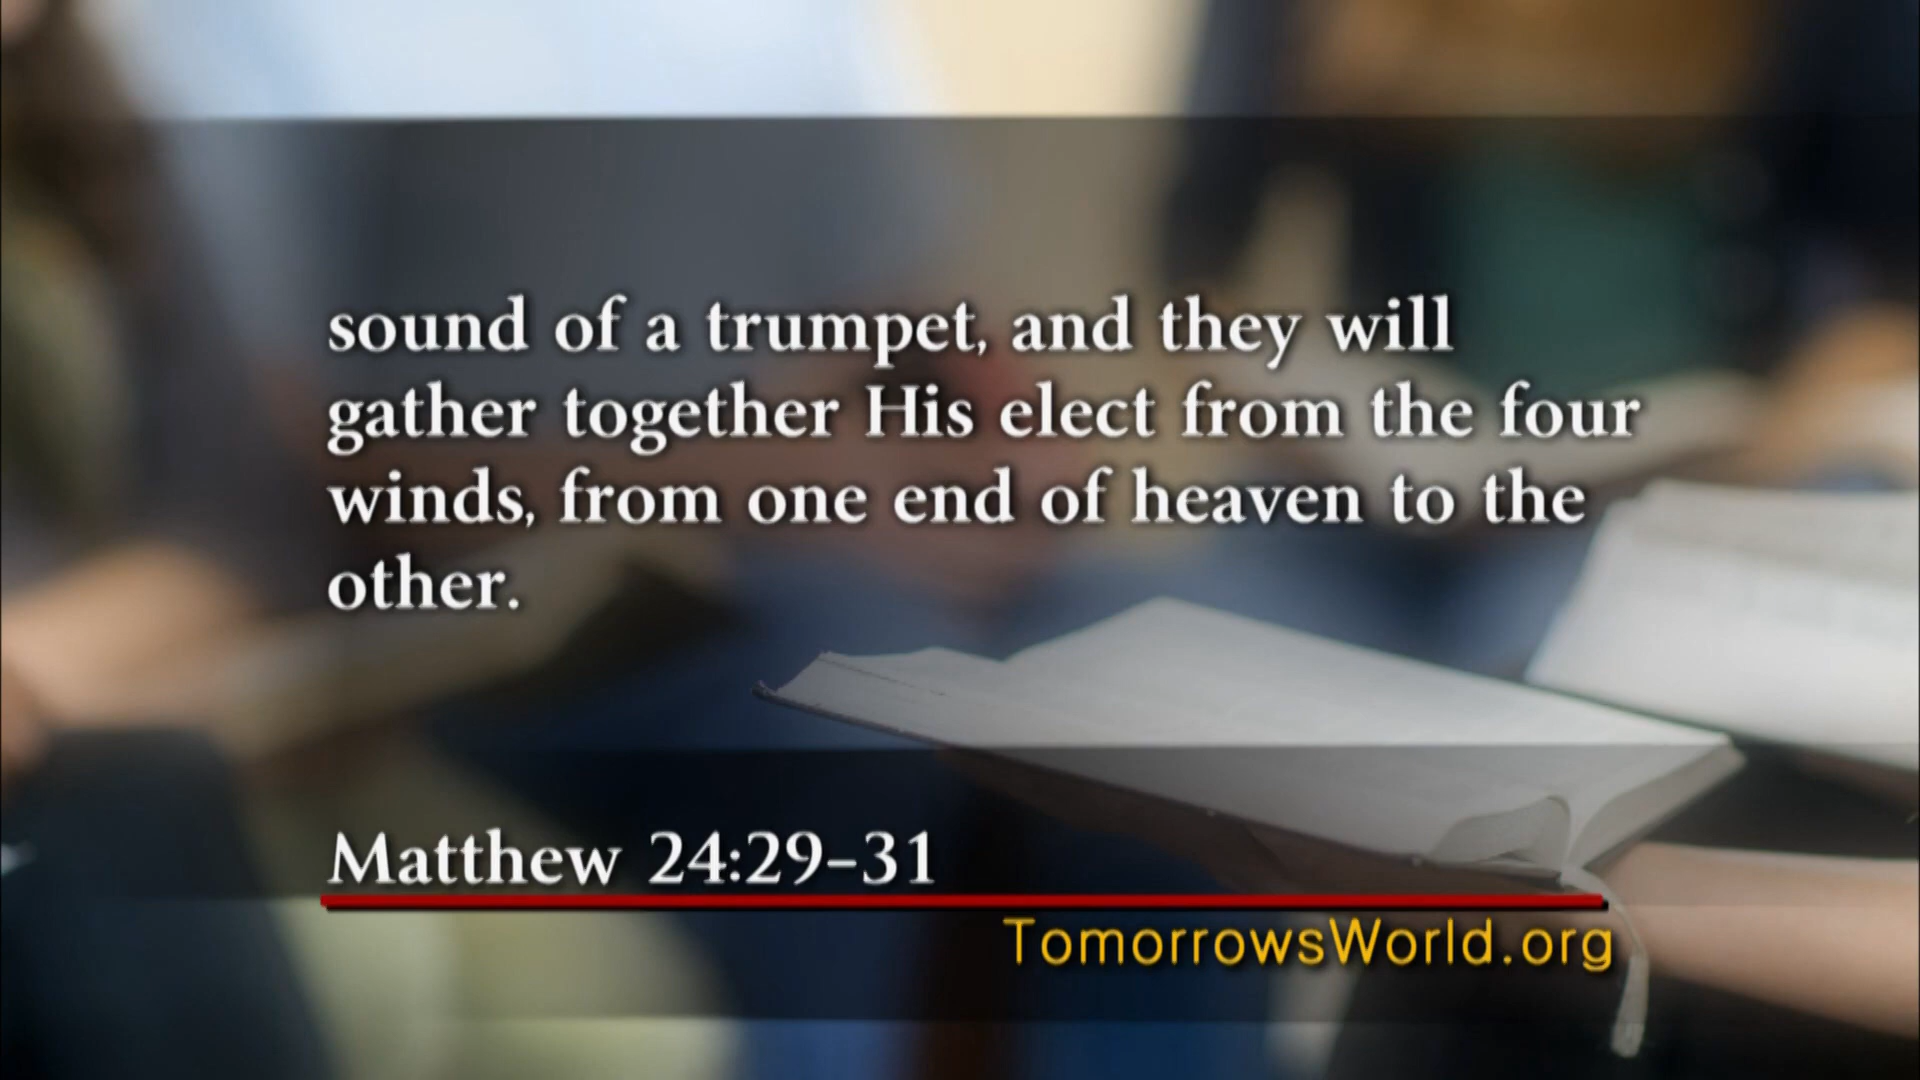 sound of a trumpet, and they will
gather together His elect from the four
winds, from one end of heaven to the
other.
Matthew 24:29–31
TomorrowsWorld.org